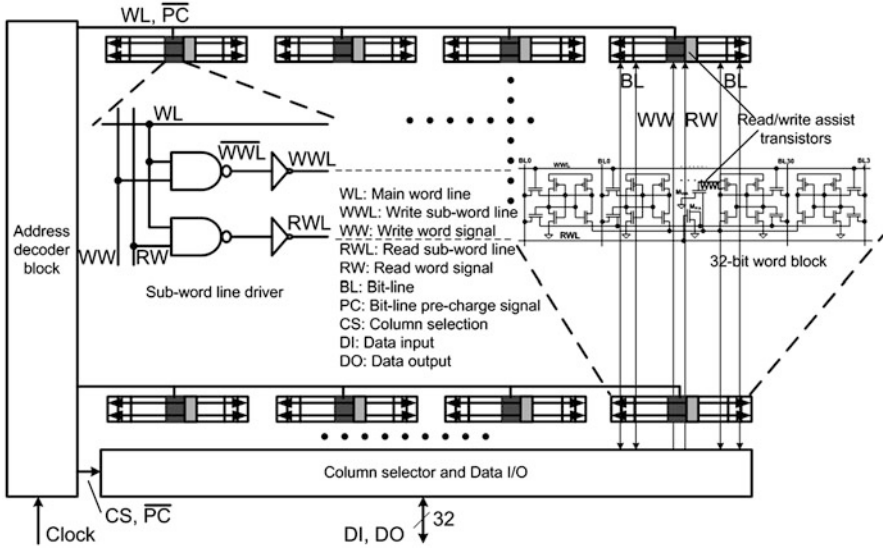 WL, PC
BL
BL
WW
RW
Read/write assist
transistors
WL
WWL
WWL
RWL
WW
RW
Sub-word line driver
Address
decoder
block
WL: Main word line
WWL: Write sub-word line
WW: Write word signal
RWL: Read sub-word line
RW: Read word signal
BL: Bit-line
PC: Bit-line pre-charge signal
CS: Column selection
DI: Data input
DO: Data output
BL0
BL0
BL30
BL3
WWL
WWL
RWL
32-bit word block
Column selector and Data I/O
CS, PC
Clock
DI, DO
32